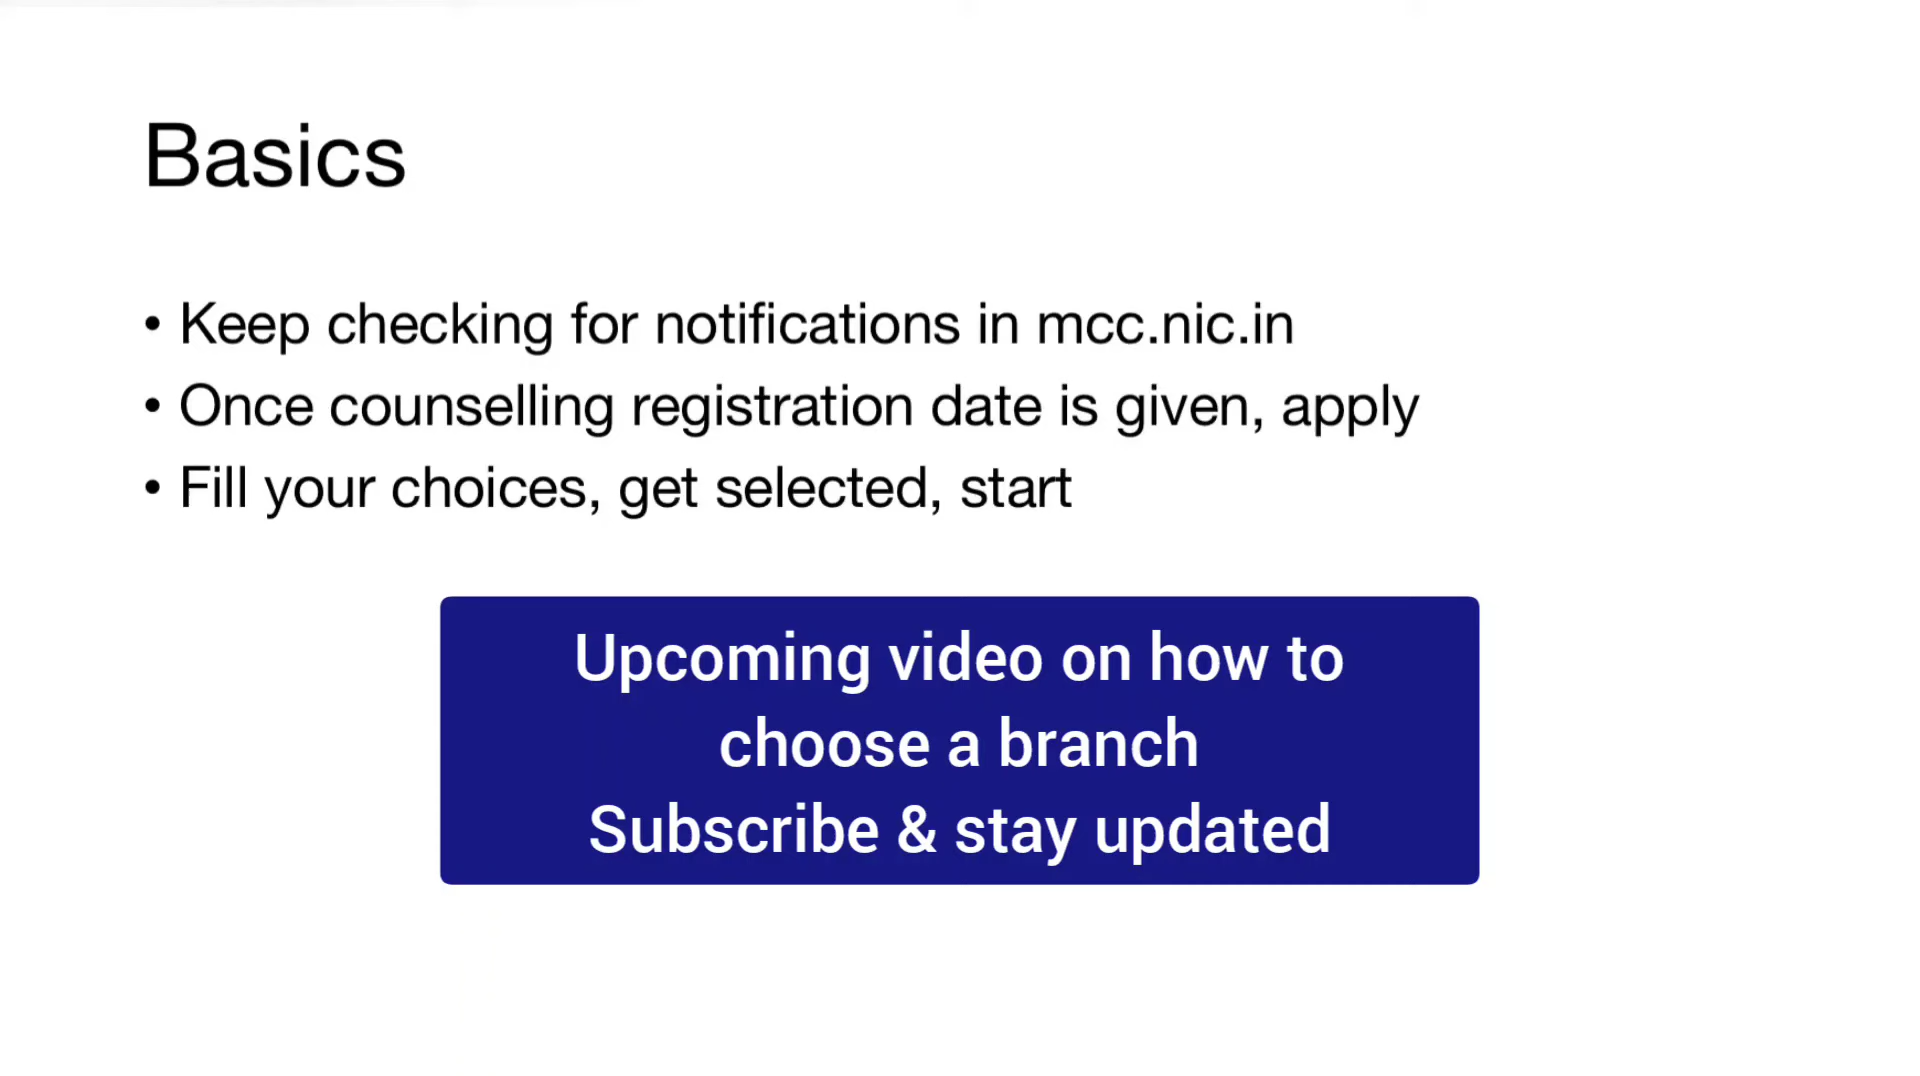 Basics
• Keep checking for notifications in mcc.nic.in
• Once counselling registration date is given, apply
• Fill your choices, get selected, start
Upcoming video on how to
choose a branch
Subscribe & stay updated